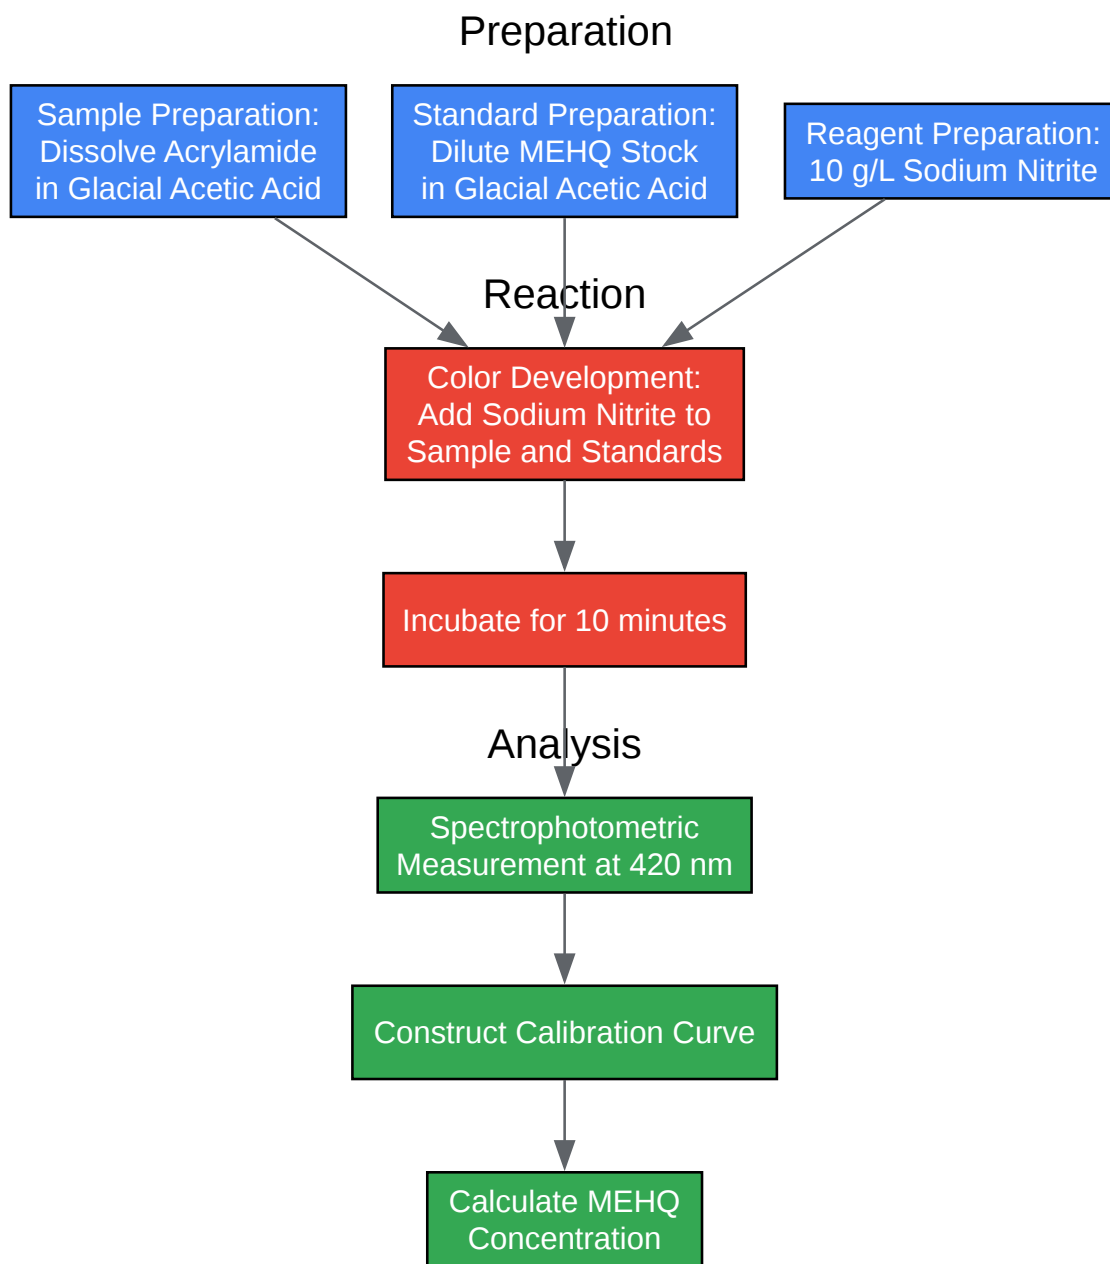 Preparation
Sample Preparation:
Dissolve Acrylamide
in Glacial Acetic Acid
Standard Preparation:
Dilute MEHQ Stock
in Glacial Acetic Acid
Reagent Preparation:
10 g/L Sodium Nitrite
Reaction
Color Development:
Add Sodium Nitrite to
Sample and Standards
Incubate for 10 minutes
Analysis
Spectrophotometric
Measurement at 420 nm
Construct Calibration Curve
Calculate MEHQ
Concentration